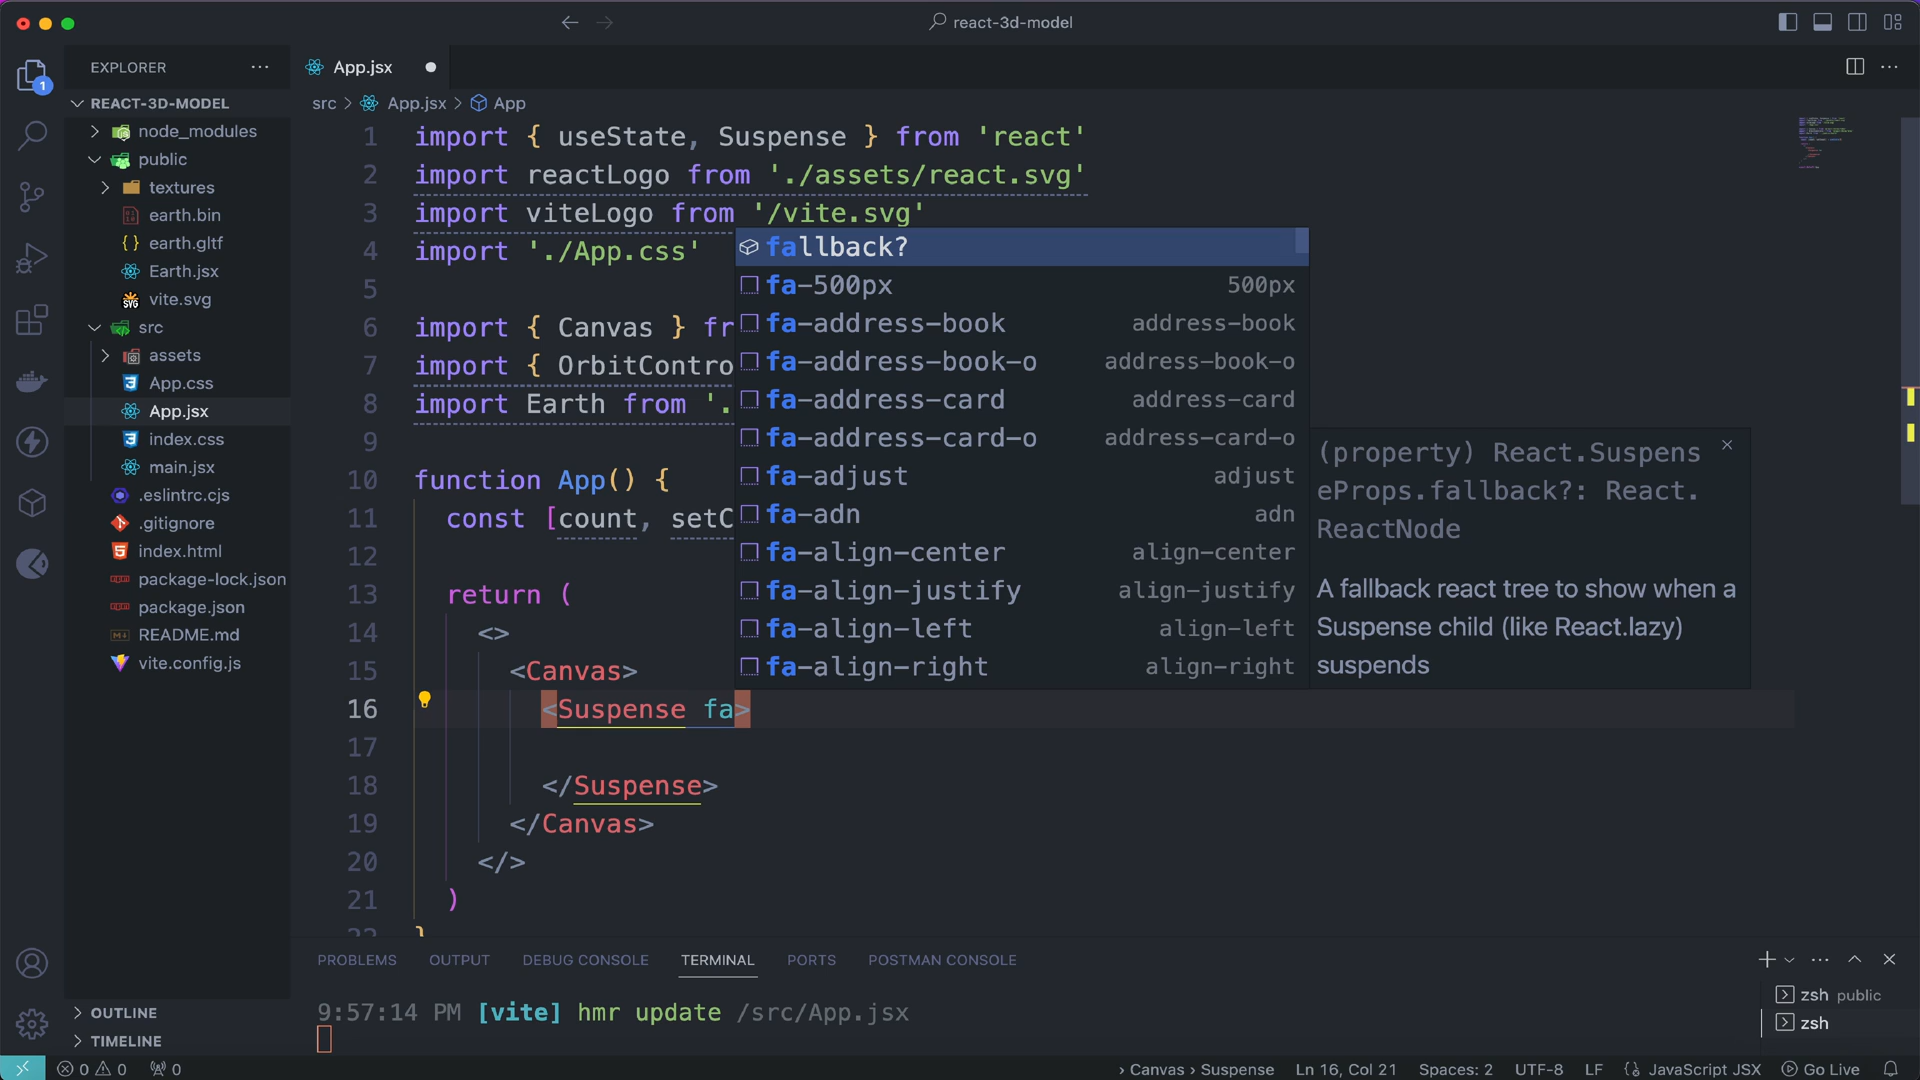 react-3d-model
EXPLORER
App.jsx
REACT-3D-MODEL
node_modules
public
textures
earth.bin
earth.gltf
Earth.jsx
vite.svg
src
assets
App.css
App.jsx
index.css
main.jsx
.eslintrc.cjs
.gitignore
index.html
package-lock.json
package.json
README.md
vite.config.js
OUTLINE
TIMELINE
src > App.jsx > App
1 import { useState, Suspense } from 'react'
2 import reactLogo from './assets/react.svg'
3 import viteLogo from '/vite.svg'
4 import './App.css'
5
6 import { Canvas } fr
7 import { OrbitContro
8 import Earth from '.
9
10 function App() {
11 const [count, setC
12
13 return (
14 <>
15 <Canvas>
16 <Suspense fa>
17
18 </Suspense>
19 </Canvas>
20 </>
21 )
22 }
fallback?
fa-500px 500px
fa-address-book address-book
fa-address-book-o address-book-o
fa-address-card address-card
fa-address-card-o address-card-o
fa-adjust adjust
fa-adn adn
fa-align-center align-center
fa-align-justify align-justify
fa-align-left align-left
fa-align-right align-right
(property) React.Suspens
eProps.fallback?: React.
ReactNode
A fallback react tree to show when a
Suspense child (like React.lazy)
suspends
PROBLEMS OUTPUT DEBUG CONSOLE TERMINAL PORTS POSTMAN CONSOLE
9:57:14 PM [vite] hmr update /src/App.jsx
zsh public
zsh
0 0 0 › Canvas › Suspense Ln 16, Col 21 Spaces: 2 UTF-8 LF {} JavaScript JSX Go Live